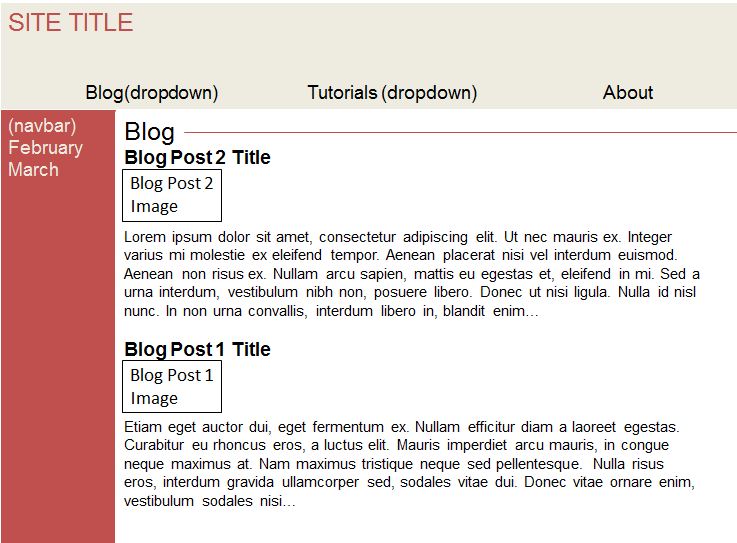 SITE TITLE
Blog(dropdown) Tutorials (dropdown) About
(navbar)
February
March
Blog
Blog Post 2 Title
Blog Post 2
Image
Lorem ipsum dolor sit amet, consectetur adipiscing elit. Ut nec mauris ex. Integer
varius mi molestie ex eleifend tempor. Aenean placerat nisi vel interdum euismod.
Aenean non risus ex. Nullam arcu sapien, mattis eu egestas et, eleifend in mi. Sed a
urna interdum, vestibulum nibh non, posuere libero. Donec ut nisi ligula. Nulla id nisl
nunc. In non urna convallis, interdum libero in, blandit enim…
Blog Post 1 Title
Blog Post 1
Image
Etiam eget auctor dui, eget fermentum ex. Nullam efficitur diam a laoreet egestas.
Curabitur eu rhoncus eros, a luctus elit. Mauris imperdiet arcu mauris, in congue
neque maximus at. Nam maximus tristique neque sed pellentesque. Nulla risus
eros, interdum gravida ullamcorper sed, sodales vitae dui. Donec vitae ornare enim,
vestibulum sodales nisi…